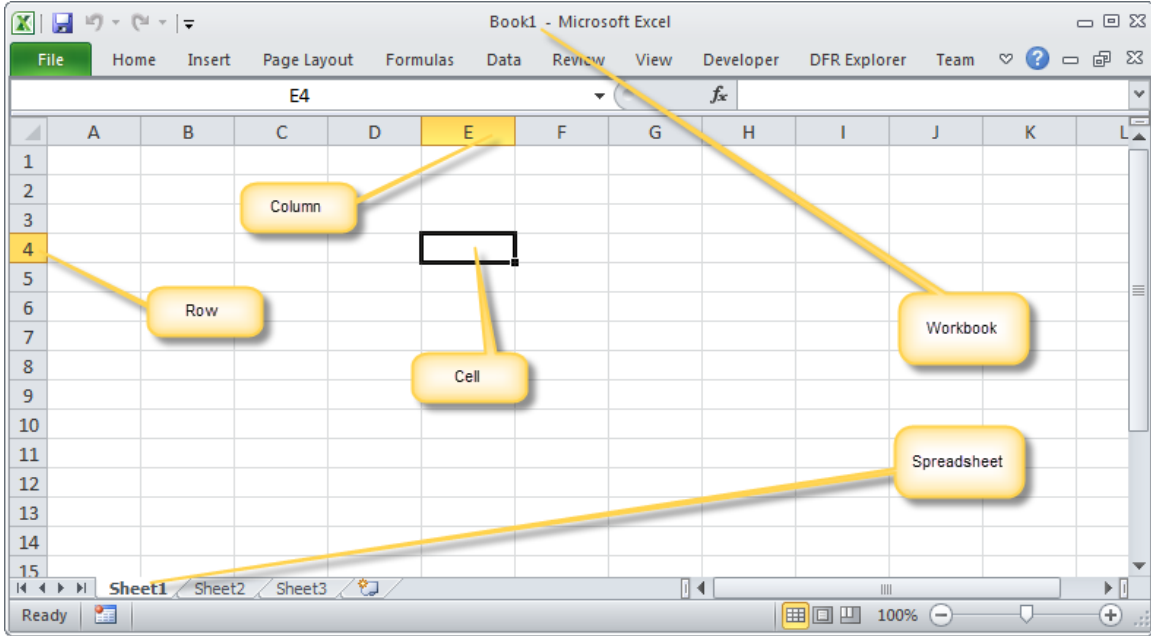 Book1 - Microsoft Excel
File Home Insert Page Layout Formulas Data Review View Developer DFR Explorer Team
E4 fx
A B C D E F G H I J K L
1
2
Column
3
4
5
6
Row
7
Workbook
8
Cell
9
10
11
Spreadsheet
12
13
14
15
Sheet1 Sheet2 Sheet3
Ready 100%